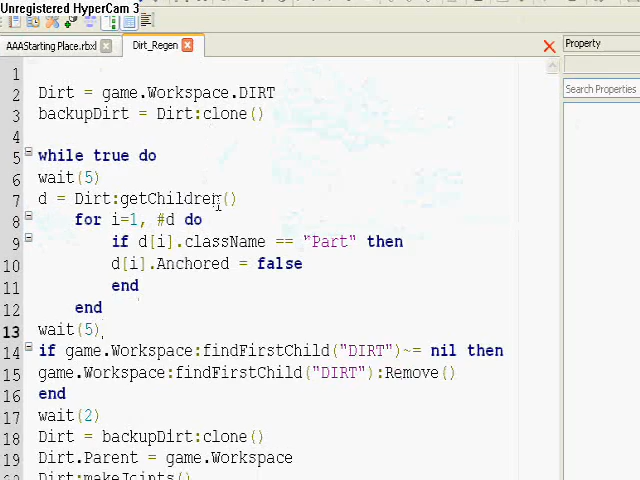 Unregistered HyperCam 3
AAAStarting Place.rbxl
Dirt_Regen
Property
Search Properties
1
2 Dirt = game.Workspace.DIRT
3 backupDirt = Dirt:clone()
4
5 while true do
6 wait(5)
7 d = Dirt:getChildren()
8 for i=1, #d do
9 if d[i].className == "Part" then
10 d[i].Anchored = false
11 end
12 end
13 wait(5)
14 if game.Workspace:findFirstChild("DIRT")~= nil then
15 game.Workspace:findFirstChild("DIRT"):Remove()
16 end
17 wait(2)
18 Dirt = backupDirt:clone()
19 Dirt.Parent = game.Workspace
Dirt:makeJoints()